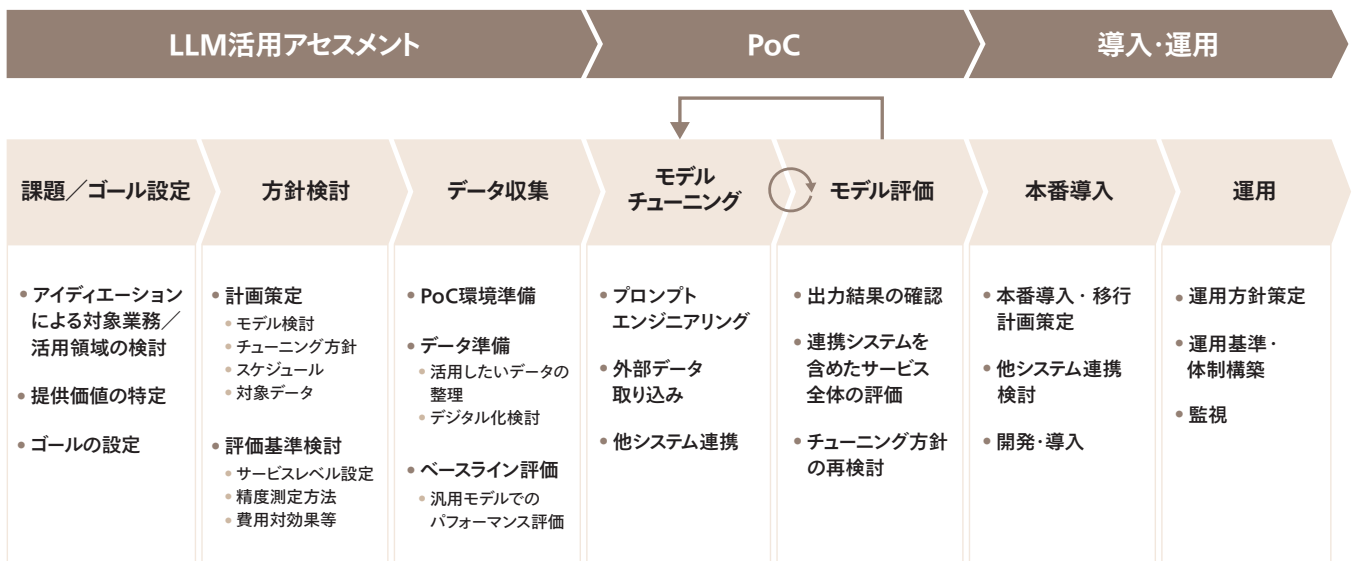 LLM活用アセスメント
PoC
導入・運用
課題／ゴール設定
方針検討
データ収集
モデル
チューニング
モデル評価
本番導入
運用
• アイディエーション
による対象業務／
活用領域の検討
• 提供価値の特定
• ゴールの設定
• 計画策定
• モデル検討
• チューニング方針
• スケジュール
• 対象データ
• 評価基準検討
• サービスレベル設定
• 精度測定方法
• 費用対効果等
• PoC環境準備
• データ準備
• 活用したいデータの
整理
• デジタル化検討
• ベースライン評価
• 汎用モデルでの
パフォーマンス評価
• プロンプト
エンジニアリング
• 外部データ
取り込み
• 他システム連携
• 出力結果の確認
• 連携システムを
含めたサービス
全体の評価
• チューニング方針
の再検討
• 本番導入・移行
計画策定
• 他システム連携
検討
• 開発・導入
• 運用方針策定
• 運用基準・
体制構築
• 監視